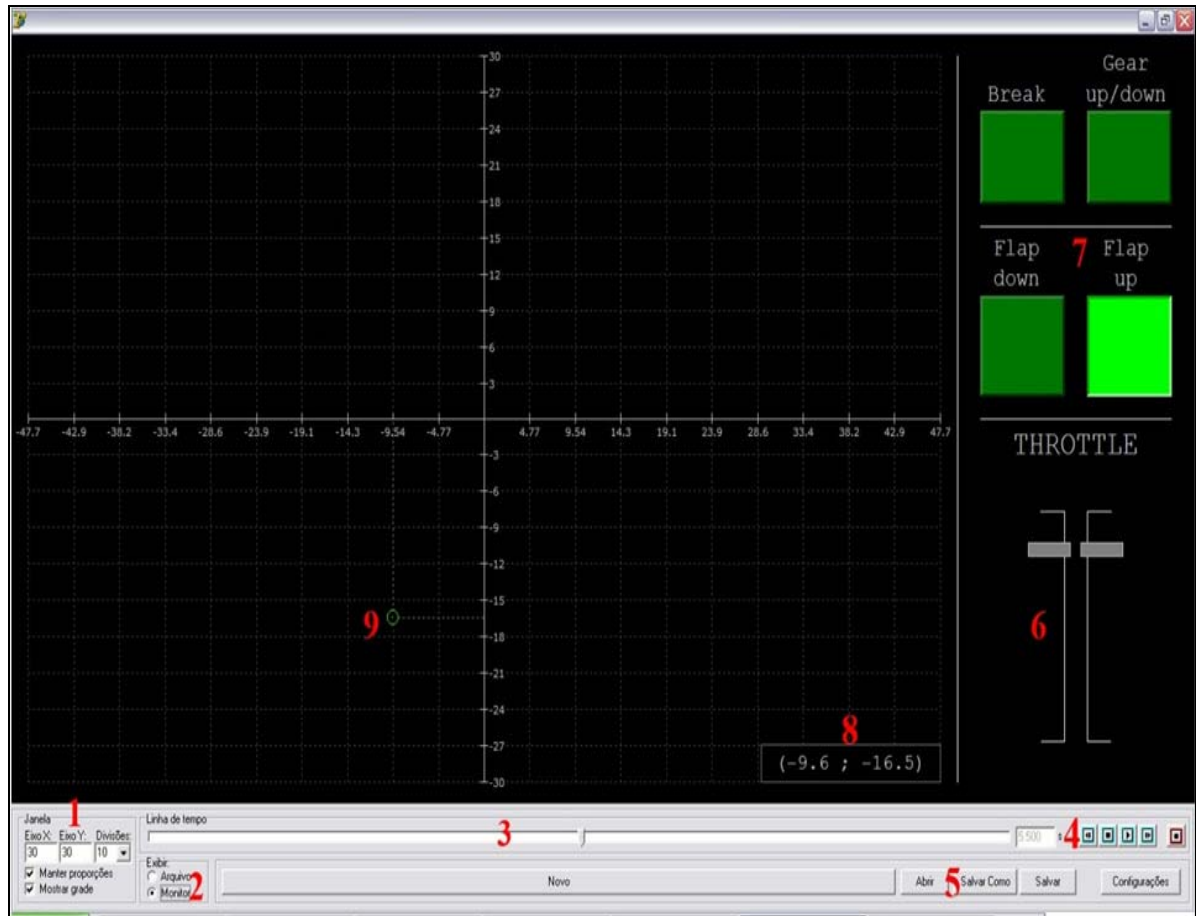 30
27
24
21
18
15
12
9
6
3
-47.7 -42.9 -38.2 -33.4 -28.6 -23.9 -19.1 -14.3 -9.54 -4.77 4.77 9.54 14.3 19.1 23.9 28.6 33.4 38.2 42.9 47.7
-3
-6
-9
-12
-15
-18
-21
-24
-27
-30
9
8
(-9.6 ; -16.5)
Break
Gear
up/down
7
Flap
down
Flap
up
THROTTLE
6
Janela
1
Eixo X: Eixo Y: Divisões:
30 30 10
Manter proporções
Mostrar grade
Linha de tempo
3
5.500 s
4
Exibir:
Arquivo
Monitor
2
Novo
Abrir
5
Salvar Como
Salvar
Configurações